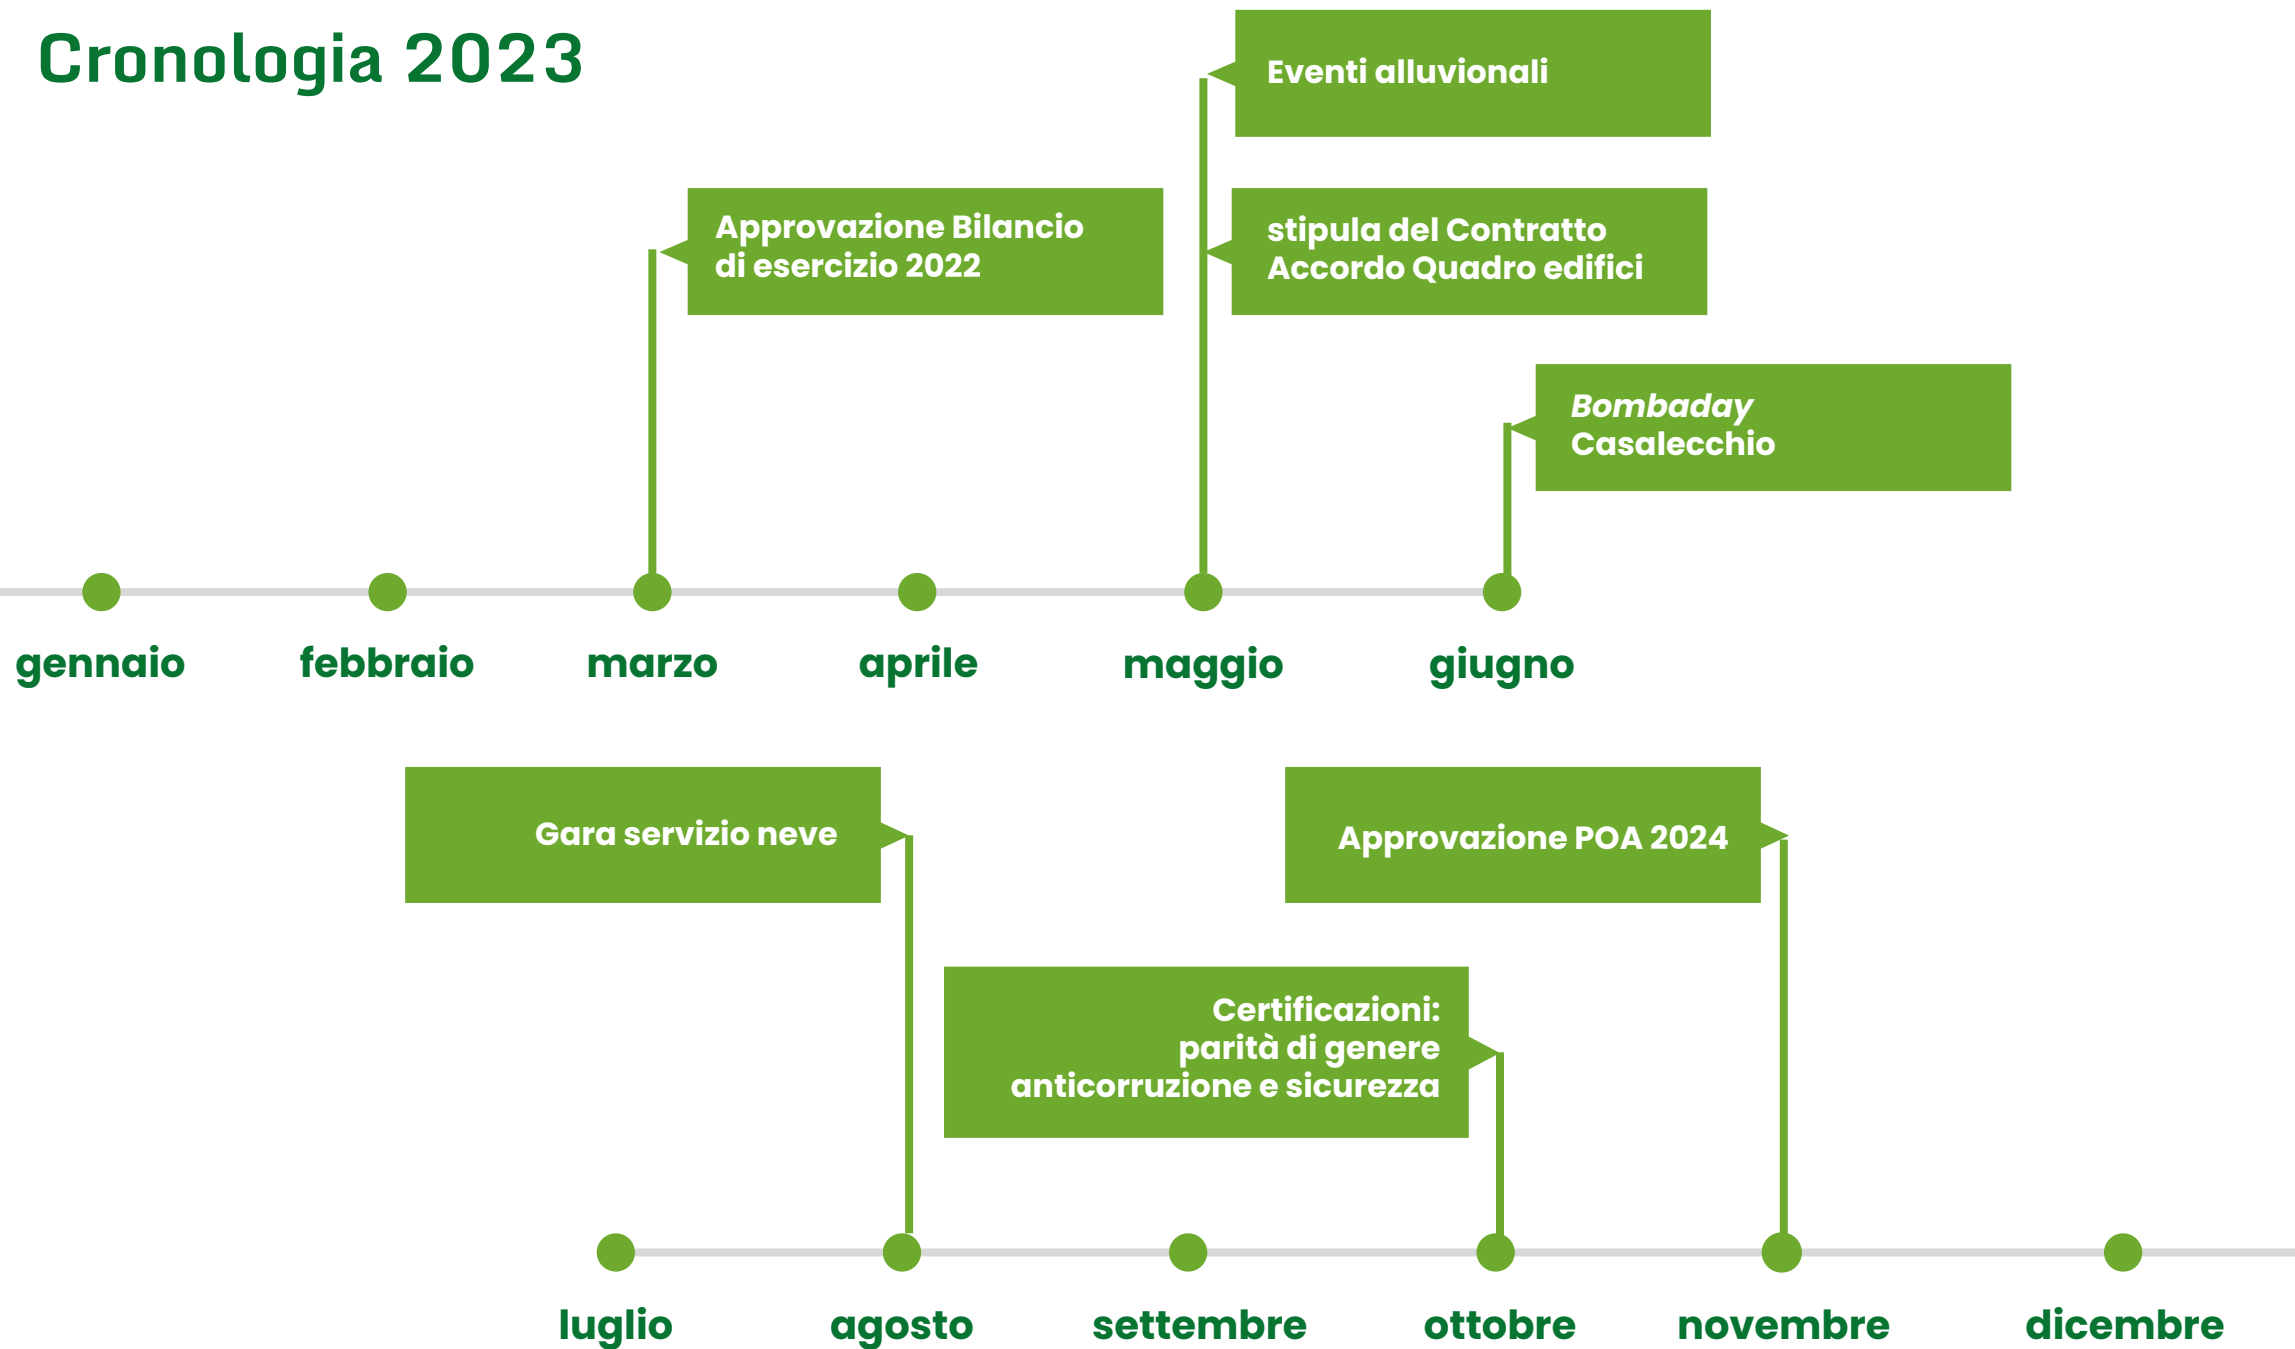 Cronologia 2023
Eventi alluvionali
Approvazione Bilancio
di esercizio 2022
stipula del Contratto
Accordo Quadro edifici
Bombaday
Casalecchio
gennaio
febbraio
marzo
aprile
maggio
giugno
Gara servizio neve
Approvazione POA 2024
Certificazioni:
parità di genere
anticorruzione e sicurezza
luglio
agosto
settembre
ottobre
novembre
dicembre